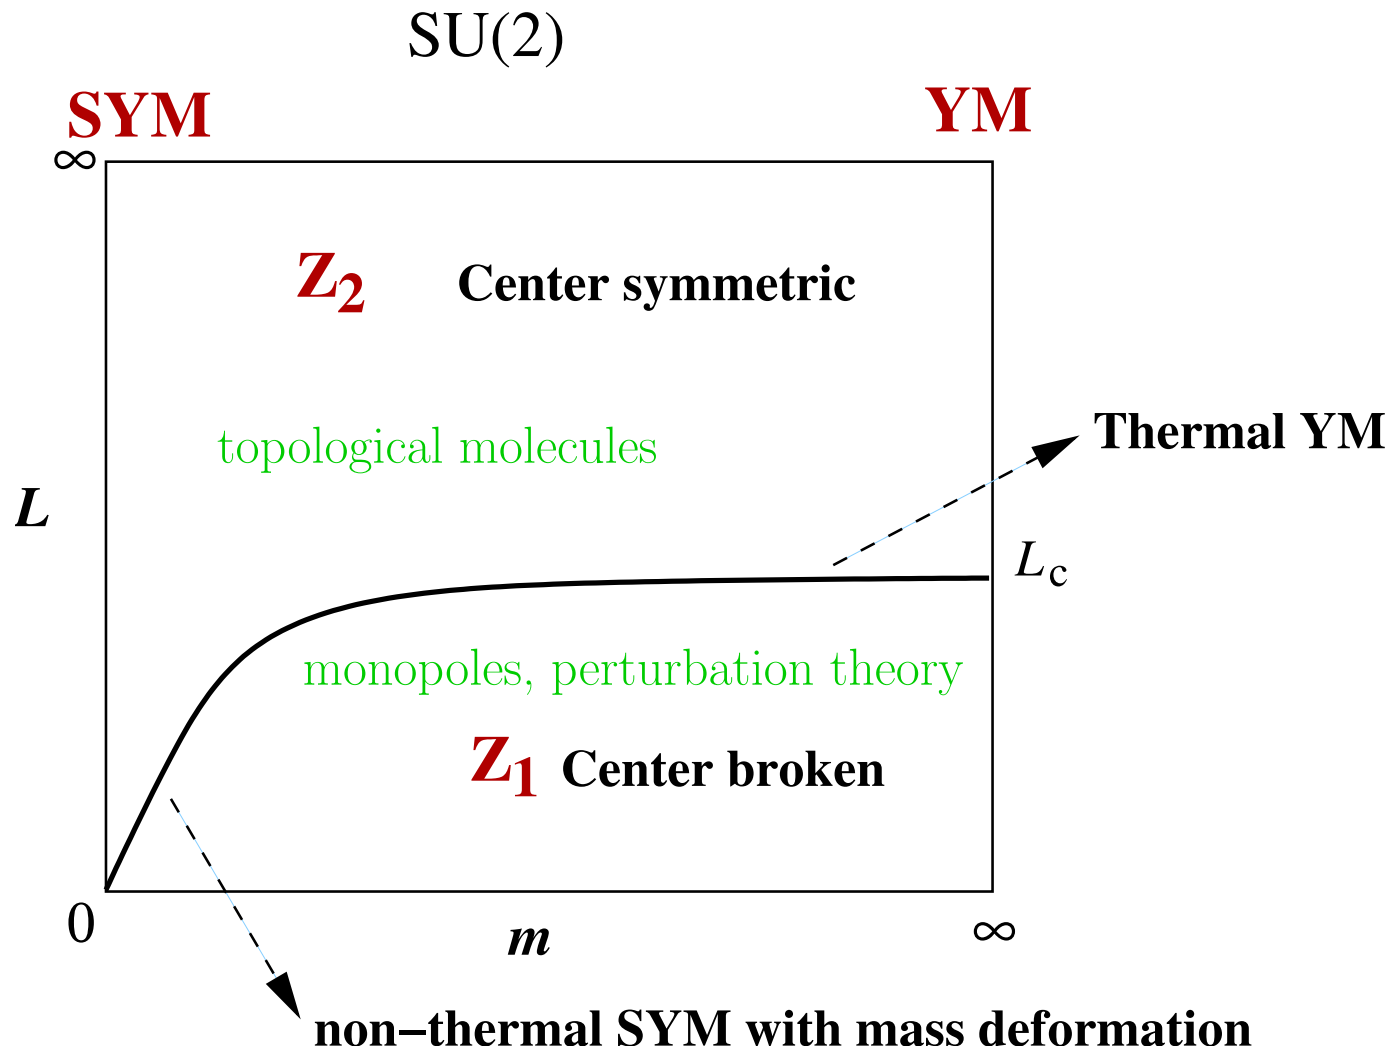 SU(2)
SYM
YM
∞
Z2 Center symmetric
topological molecules
Thermal YM
L
Lc
monopoles, perturbation theory
Z1 Center broken
0
m
∞
non−thermal SYM with mass deformation